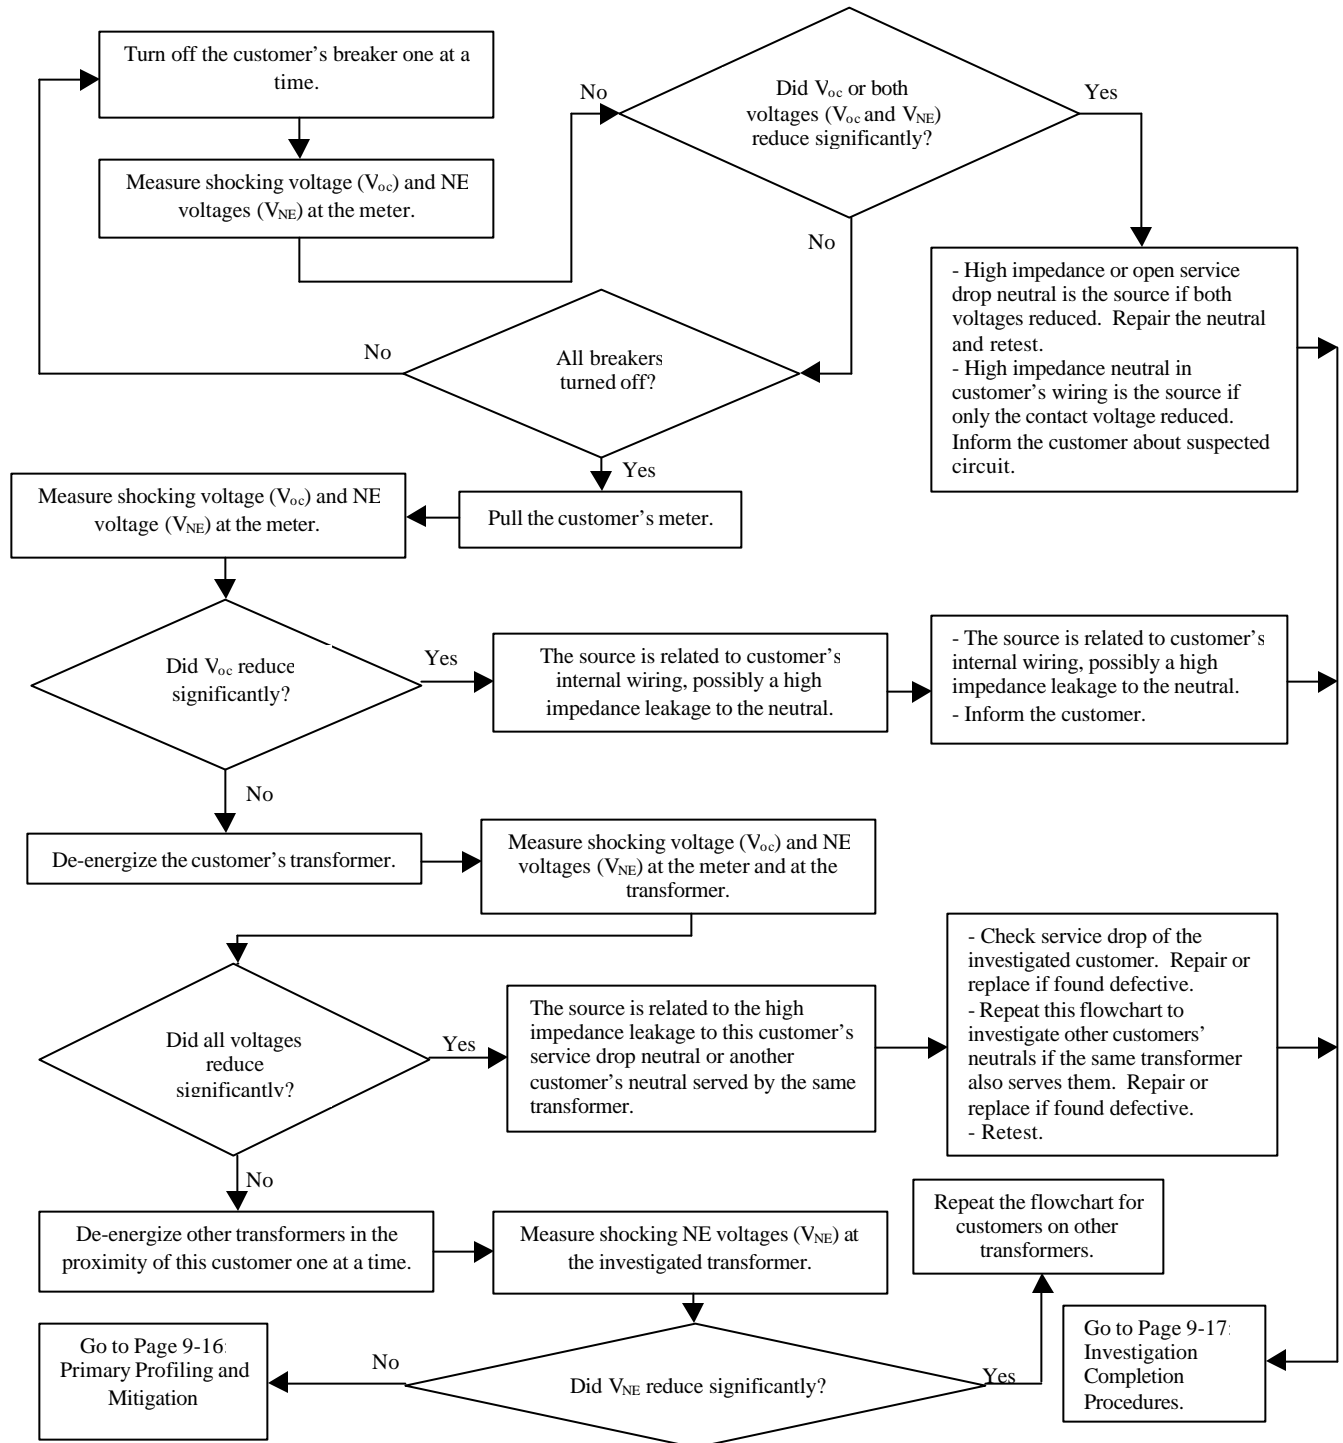 Turn off the customer’s breaker one at a
time.
Measure shocking voltage (Voc) and NE
voltages (VNE) at the meter.
No
Did Voc or both
voltages (Voc and VNE)
reduce significantly?
Yes
No
- High impedance or open service
drop neutral is the source if both
voltages reduced.  Repair the neutral
and retest.
- High impedance neutral in
customer’s wiring is the source if
only the contact voltage reduced.
Inform the customer about suspected
circuit.
No
All breakers
turned off?
Yes
Pull the customer’s meter.
Measure shocking voltage (Voc) and NE
voltage (VNE) at the meter.
Did Voc reduce
significantly?
Yes
The source is related to customer’s
internal wiring, possibly a high
impedance leakage to the neutral.
- The source is related to customer’s
internal wiring, possibly a high
impedance leakage to the neutral.
- Inform the customer.
No
De-energize the customer’s transformer.
Measure shocking voltage (Voc) and NE
voltages (VNE) at the meter and at the
transformer.
Did all voltages
reduce
significantly?
Yes
The source is related to the high
impedance leakage to this customer’s
service drop neutral or another
customer’s neutral served by the same
transformer.
- Check service drop of the
investigated customer.  Repair or
replace if found defective.
- Repeat this flowchart to
investigate other customers’
neutrals if the same transformer
also serves them.  Repair or
replace if found defective.
- Retest.
No
De-energize other transformers in the
proximity of this customer one at a time.
Measure shocking NE voltages (VNE) at
the investigated transformer.
Repeat the flowchart for
customers on other
transformers.
Go to Page 9-16:
Primary Profiling and
Mitigation
No
Did VNE reduce significantly?
Yes
Go to Page 9-17:
Investigation
Completion
Procedures.